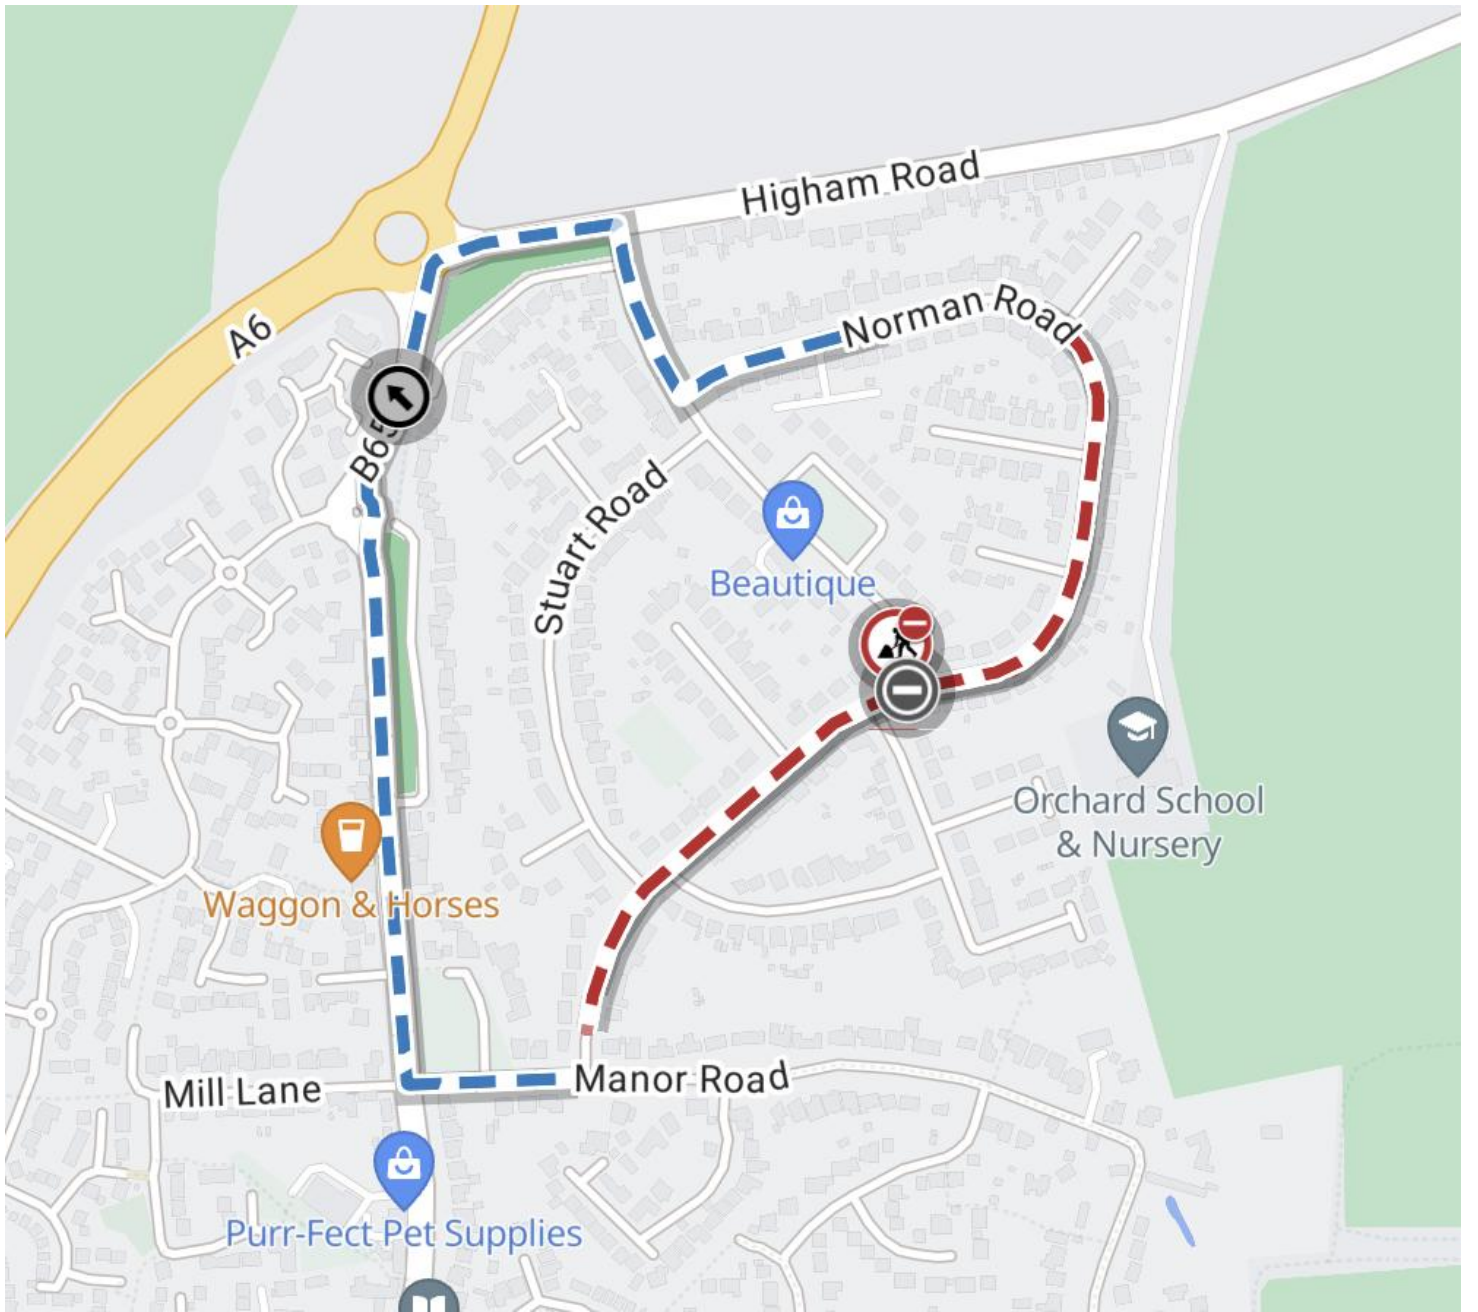 Higham Road
Norman Road
A6
Stuart Road
Beautique
Orchard School
& Nursery
Waggon & Horses
Manor Road
Mill Lane
Purr-Fect Pet Supplies